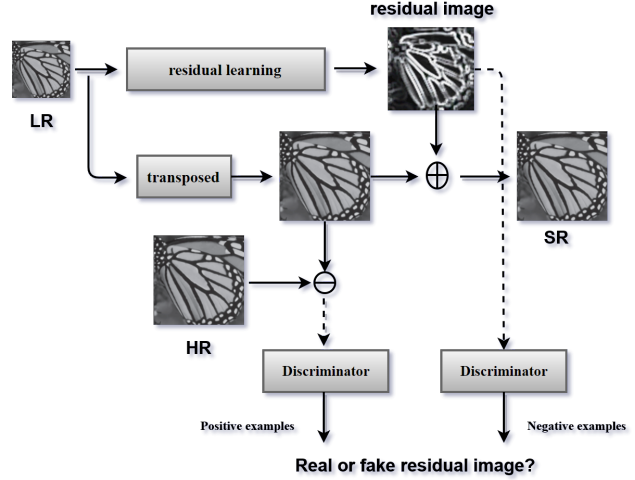 residual image
residual learning
LR
transposed
SR
HR
Discriminator
Discriminator
Positive examples
Negative examples
Real or fake residual image?